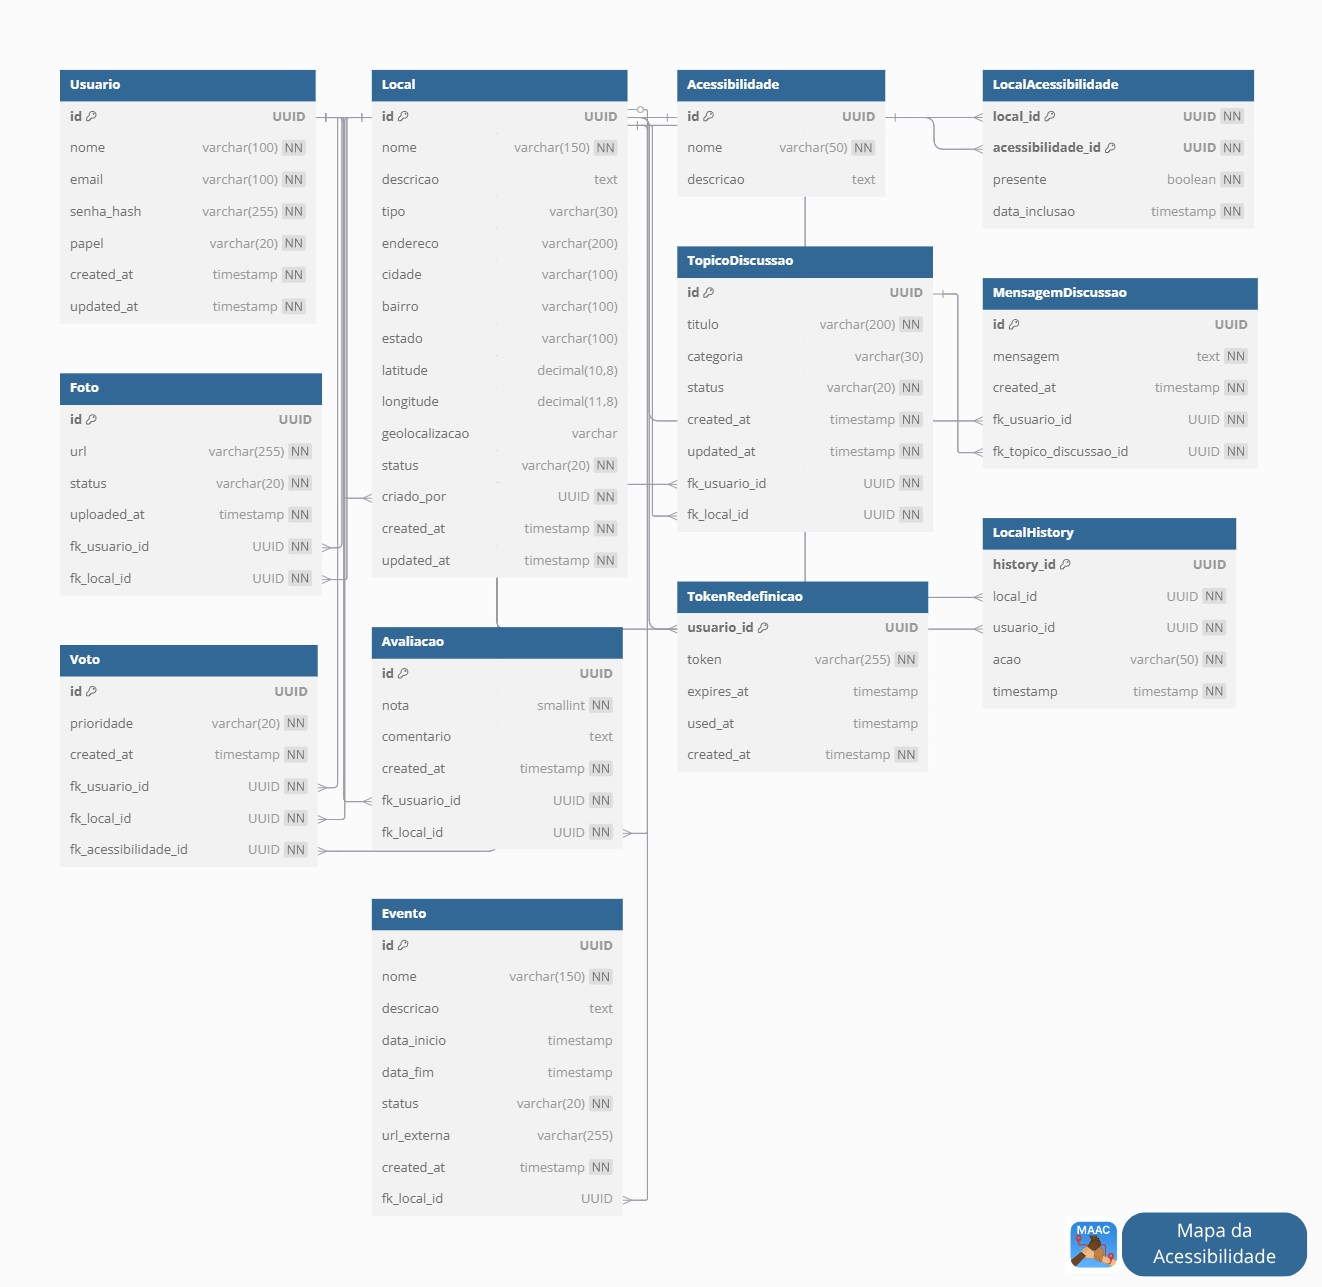 Usuario
id UUID
nome varchar(100) NN
email varchar(100) NN
senha_hash varchar(255) NN
papel varchar(20) NN
created_at timestamp NN
updated_at timestamp NN
Foto
id UUID
url varchar(255) NN
status varchar(20) NN
uploaded_at timestamp NN
fk_usuario_id UUID NN
fk_local_id UUID NN
Voto
id UUID
prioridade varchar(20) NN
created_at timestamp NN
fk_usuario_id UUID NN
fk_local_id UUID NN
fk_acessibilidade_id UUID NN
Local
id UUID
nome varchar(150) NN
descricao text
tipo varchar(30)
endereco varchar(200)
cidade varchar(100)
bairro varchar(100)
estado varchar(100)
latitude decimal(10,8)
longitude decimal(11,8)
geolocalizacao varchar
status varchar(20) NN
criado_por UUID NN
created_at timestamp NN
updated_at timestamp NN
Avaliacao
id UUID
nota smallint NN
comentario text
created_at timestamp NN
fk_usuario_id UUID NN
fk_local_id UUID NN
Evento
id UUID
nome varchar(150) NN
descricao text
data_inicio timestamp
data_fim timestamp
status varchar(20) NN
url_externa varchar(255)
created_at timestamp NN
fk_local_id UUID
Acessibilidade
id UUID
nome varchar(50) NN
descricao text
TopicoDiscussao
id UUID
titulo varchar(200) NN
categoria varchar(30)
status varchar(20) NN
created_at timestamp NN
updated_at timestamp NN
fk_usuario_id UUID NN
fk_local_id UUID NN
TokenRedefinicao
usuario_id UUID
token varchar(255) NN
expires_at timestamp
used_at timestamp
created_at timestamp NN
LocalAcessibilidade
local_id UUID NN
acessibilidade_id UUID NN
presente boolean NN
data_inclusao timestamp NN
MensagemDiscussao
id UUID
mensagem text NN
created_at timestamp NN
fk_usuario_id UUID NN
fk_topico_discussao_id UUID NN
LocalHistory
history_id UUID
local_id UUID NN
usuario_id UUID NN
acao varchar(50) NN
timestamp timestamp NN
MAAC
Mapa da
Acessibilidade